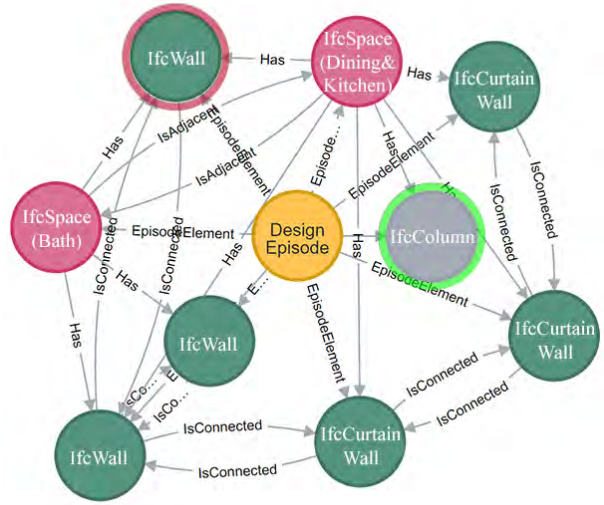 IfcWall
Has
IfcSpace
(Dining&
Kitchen)
Has
IfcCurtain
Wall
IsAdjacent
EpisodeElement
Has
Episode...
Has
EpisodeElement
IsConnected
IsAdjacent
IsConnected
IfcSpace
(Bath)
EpisodeElement
Design
Episode
IfcColumn
IsConnected
IsConnected
Has
Has
EpisodeElement
Has
E...
EpisodeElement
IfcCurtain
Wall
Has
IfcWall
IsConnected
IsCo...
E
IsCo...
IsConnected
IfcWall
IsConnected
IfcCurtain
Wall
IsConnected